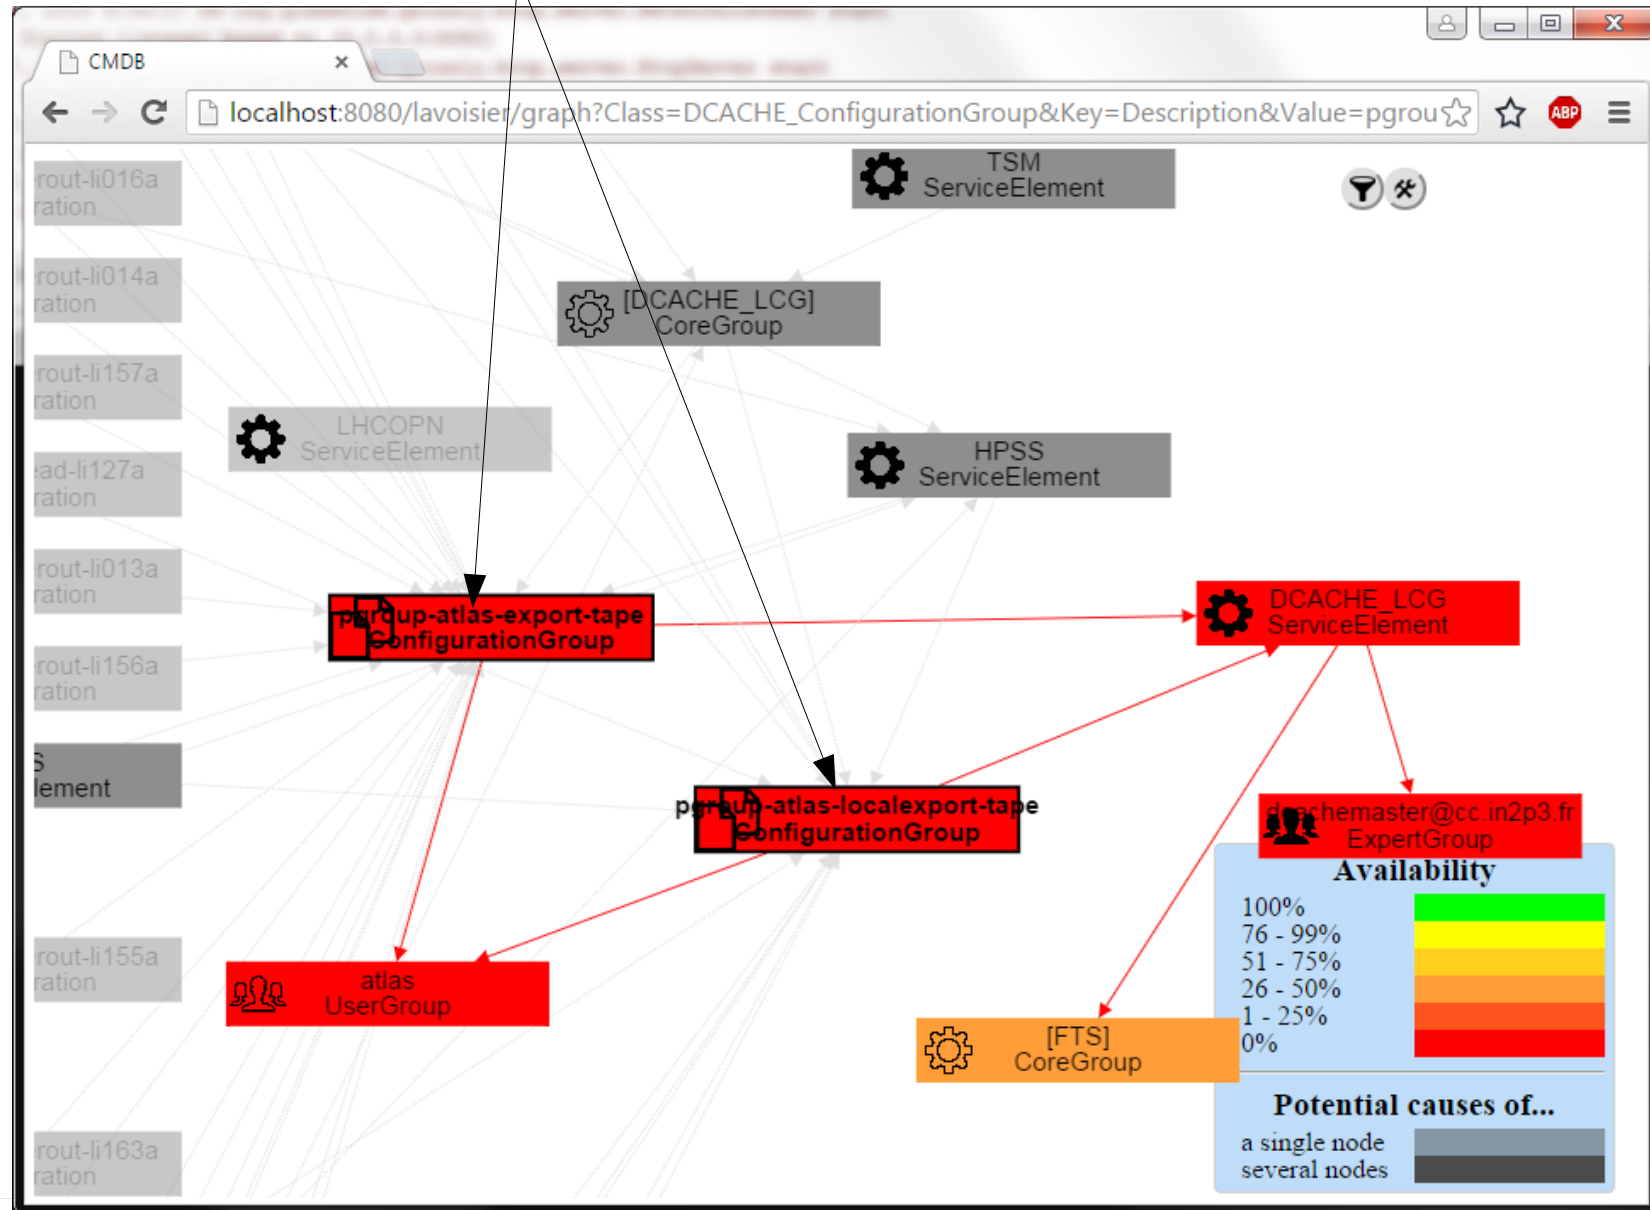 CMDB
localhost:8080/lavoisier/graph?Class=DCACHE_ConfigurationGroup&Key=Description&Value=pgrou
ABP
TSM
ServiceElement
rout-li016a
ration
rout-li014a
ration
[DCACHE_LCG]
CoreGroup
rout-li157a
ration
LHCOPN
ServiceElement
HPSS
ServiceElement
ead-li127a
ration
rout-li013a
ration
pgroup-atlas-export-tape
ConfigurationGroup
DCACHE_LCG
ServiceElement
rout-li156a
ration
S
lement
pgroup-atlas-localexport-tape
ConfigurationGroup
dcachemaster@cc.in2p3.fr
ExpertGroup
Availability
100%
76 - 99%
51 - 75%
26 - 50%
1 - 25%
0%
rout-li155a
ration
atlas
UserGroup
[FTS]
CoreGroup
Potential causes of...
a single node
several nodes
rout-li163a
ration